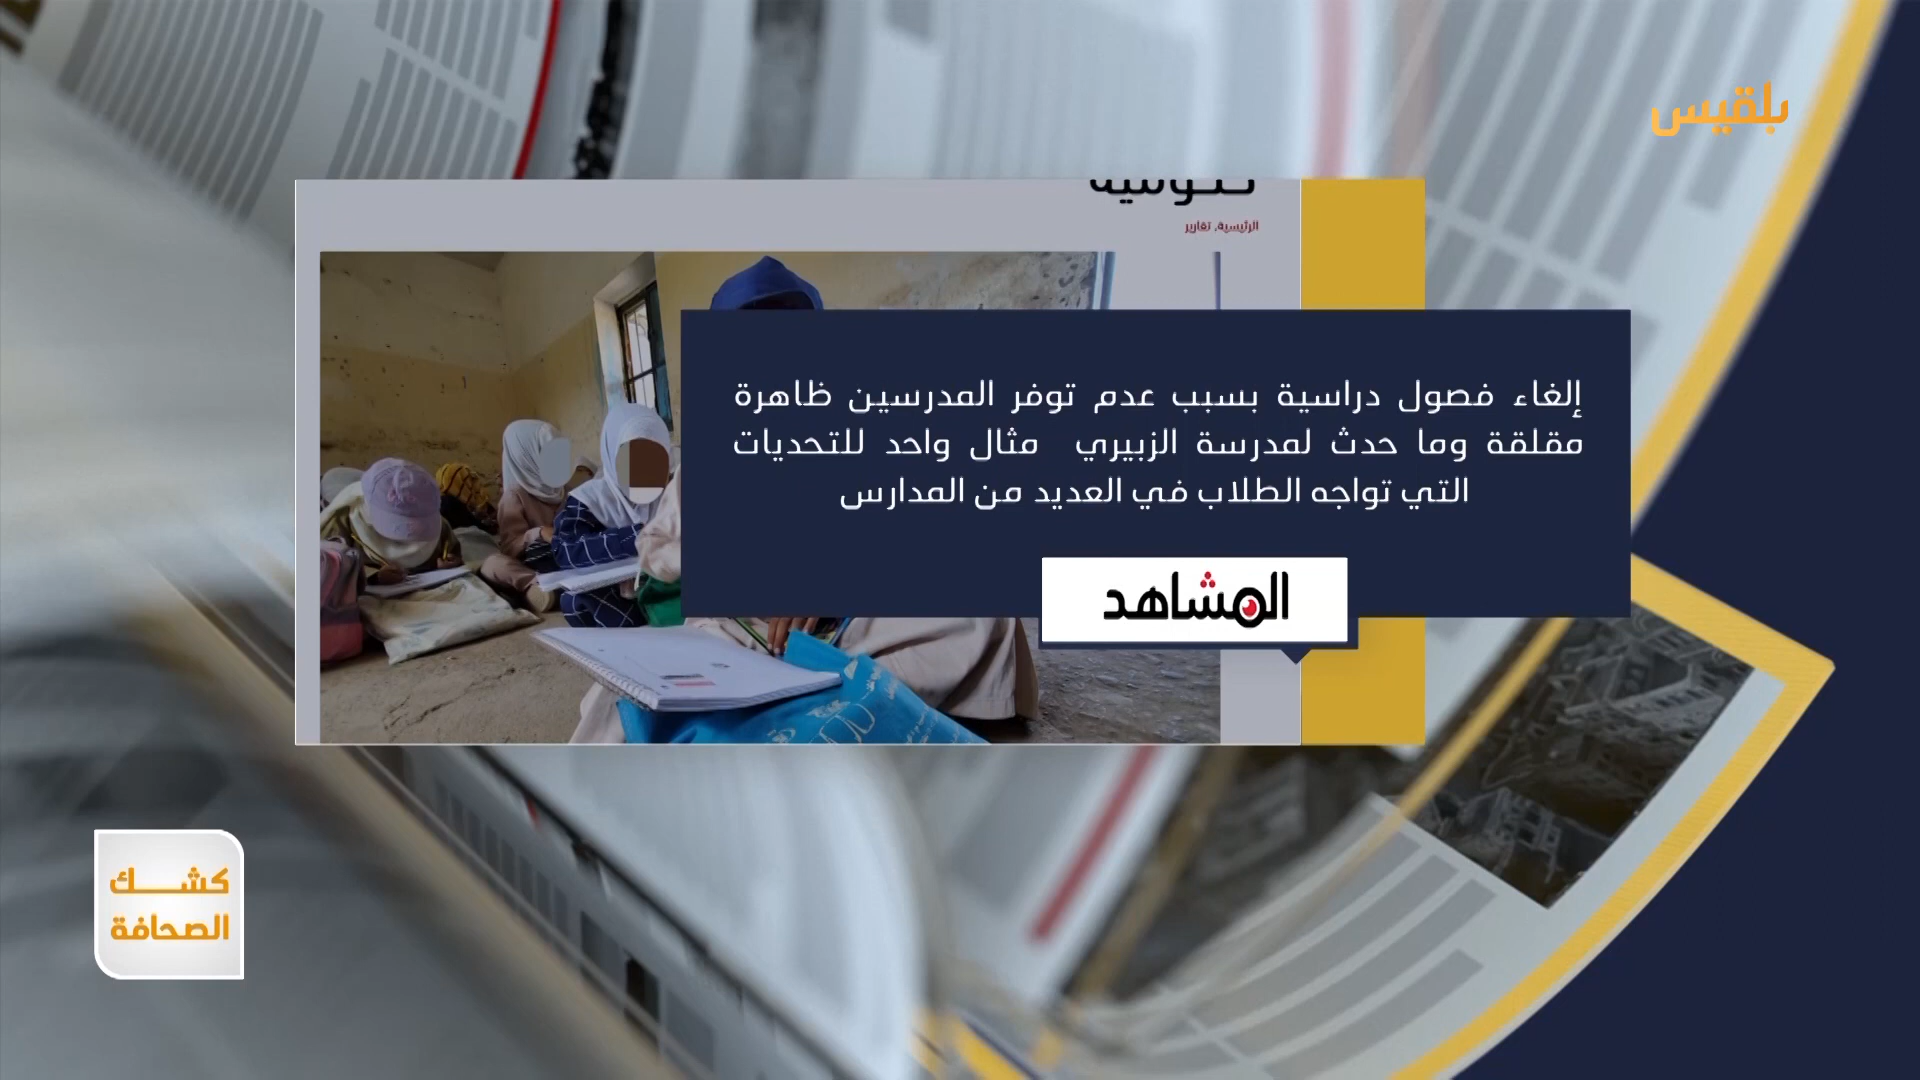 بلقيس
الرئيسية، تقارير
إلغاء فصول دراسية بسبب عدم توفر المدرسين ظاهرة
مقلقة وما حدث لمدرسة الزبيري مثال واحد للتحديات
التي تواجه الطلاب في العديد من المدارس
المشاهد
كشك
الصحافة